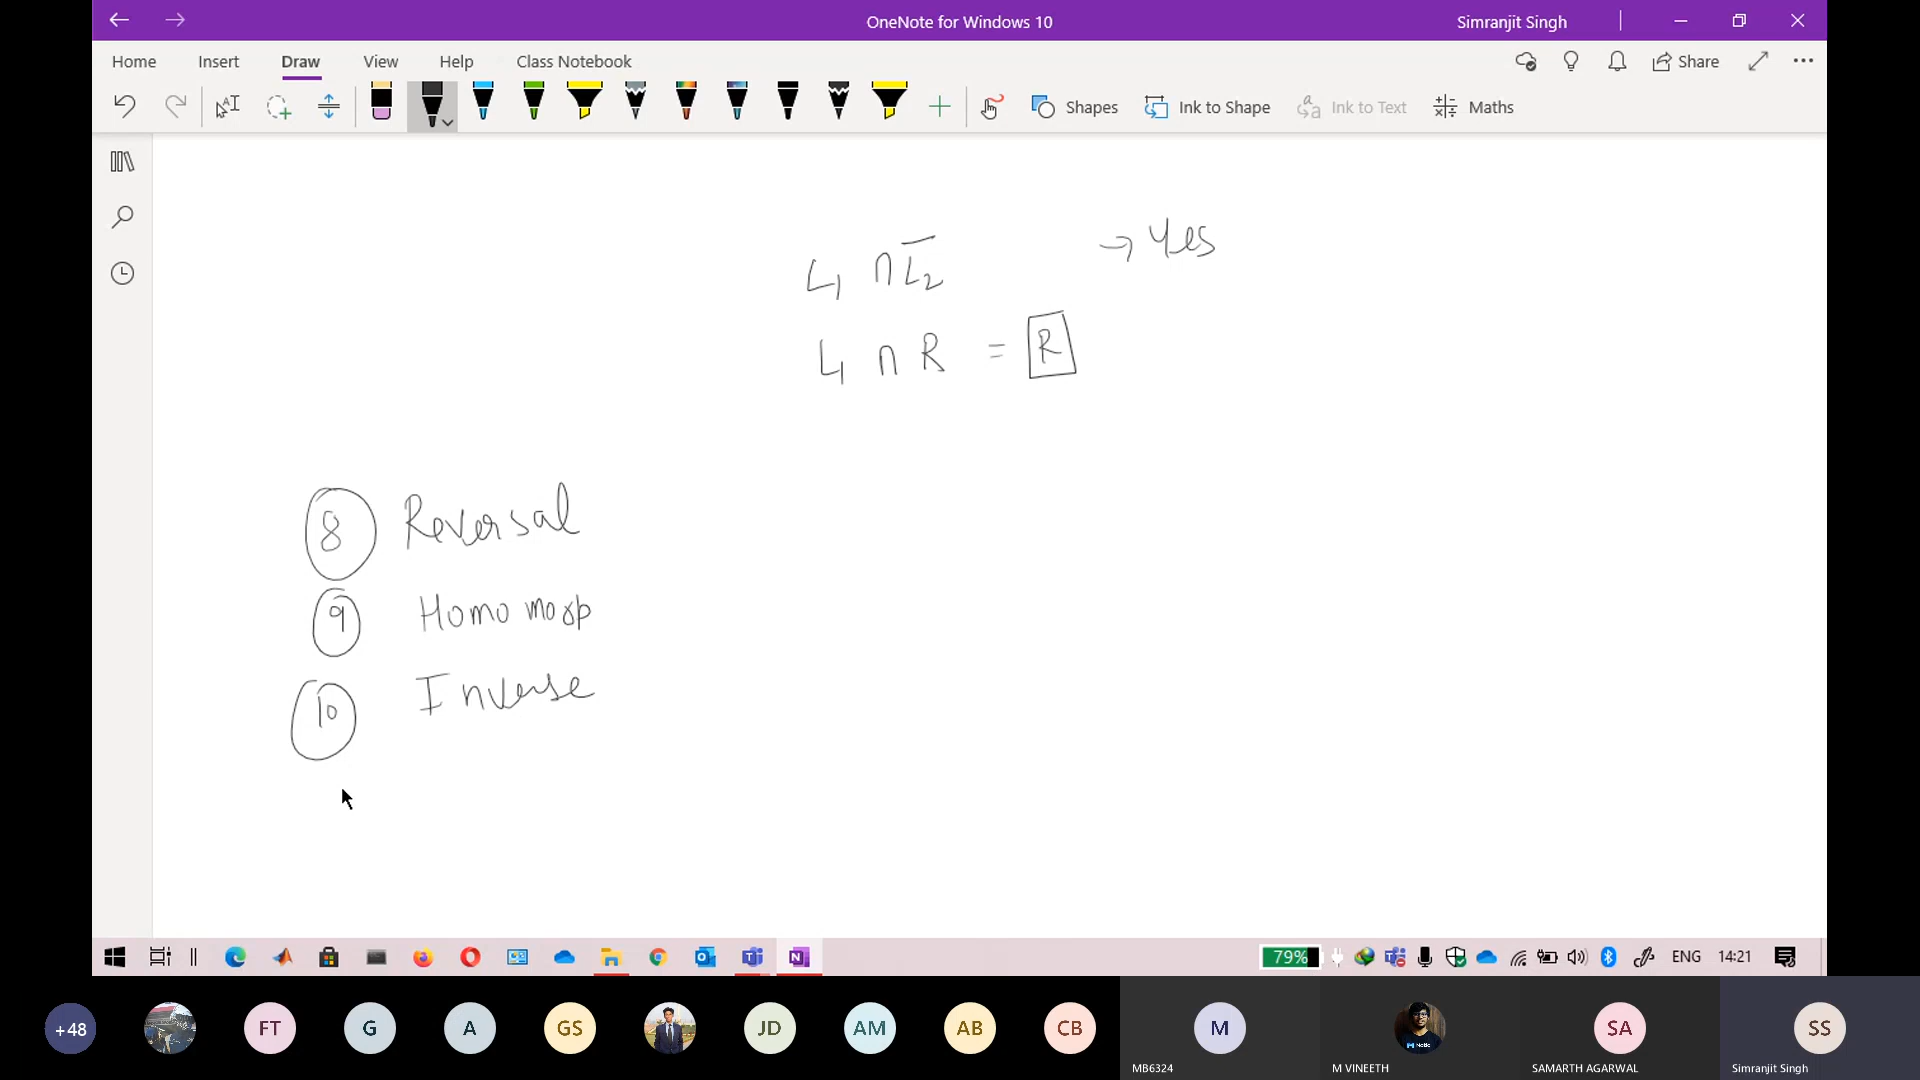 OneNote for Windows 10
Simranjit Singh
Home Insert Draw View Help Class Notebook
Share
Shapes Ink to Shape Ink to Text Maths
L1 ∩ L̅2 → Yes
L1 ∩ R = R
8 Reversal
9 Homomorp
10 Inverse
79% ENG 14:21
+48 FT G A GS JD AM AB CB M SA SS
MB6324 M VINEETH SAMARTH AGARWAL Simranjit Singh